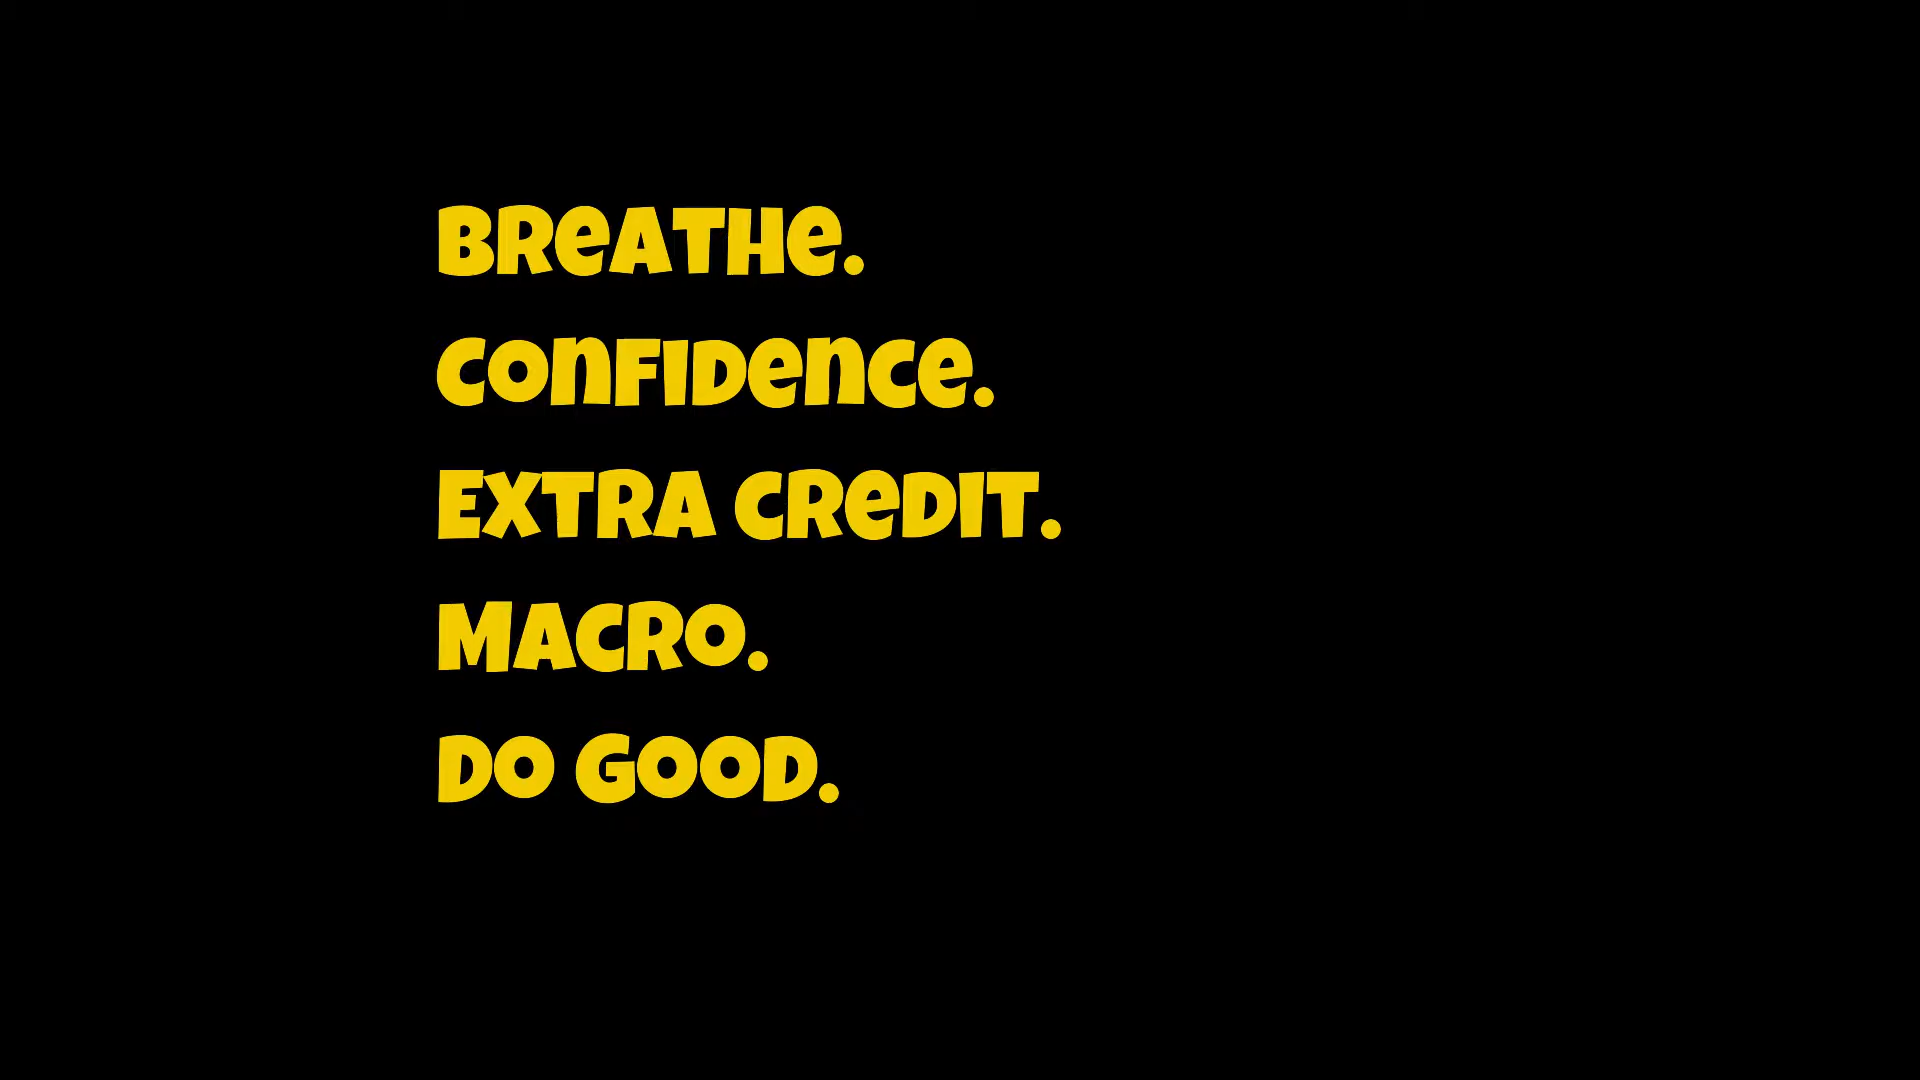 Breathe.
Confidence.
Extra Credit.
Macro.
Do Good.